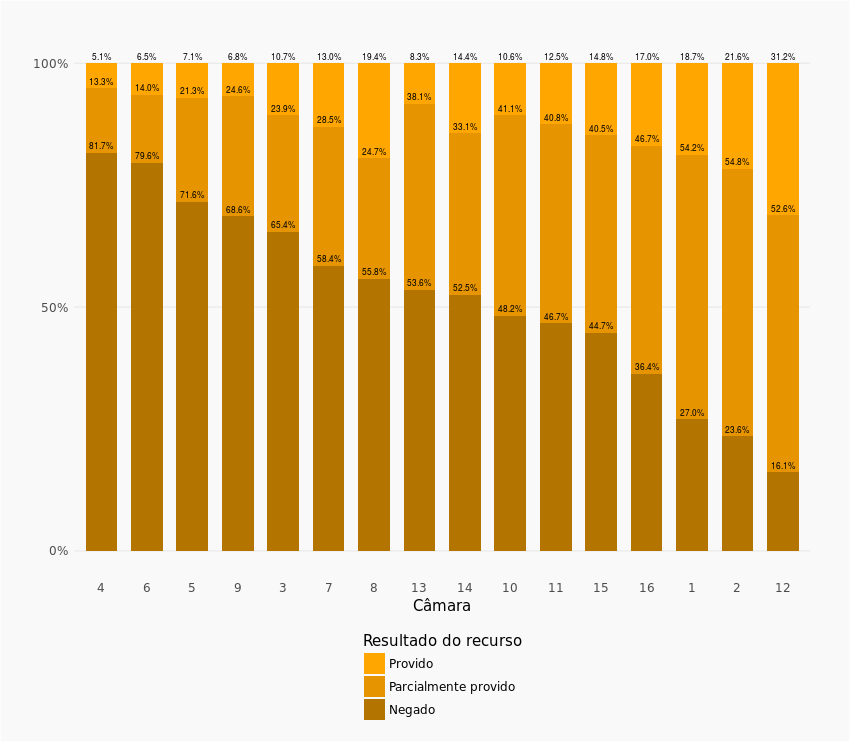 5.1% 6.5% 7.1% 6.8% 10.7% 13.0% 19.4% 8.3% 14.4% 10.6% 12.5% 14.8% 17.0% 18.7% 21.6% 31.2%
100%
13.3% 14.0% 21.3% 24.6% 23.9% 28.5% 24.7% 38.1% 33.1% 41.1% 40.8% 40.5% 46.7% 54.2% 54.8% 52.6%
81.7% 79.6% 71.6% 68.6% 65.4% 58.4% 55.8% 53.6% 52.5% 48.2% 46.7% 44.7% 36.4% 27.0% 23.6% 16.1%
50%
0%
4 6 5 9 3 7 8 13 14 10 11 15 16 1 2 12
Câmara
Resultado do recurso
Provido
Parcialmente provido
Negado